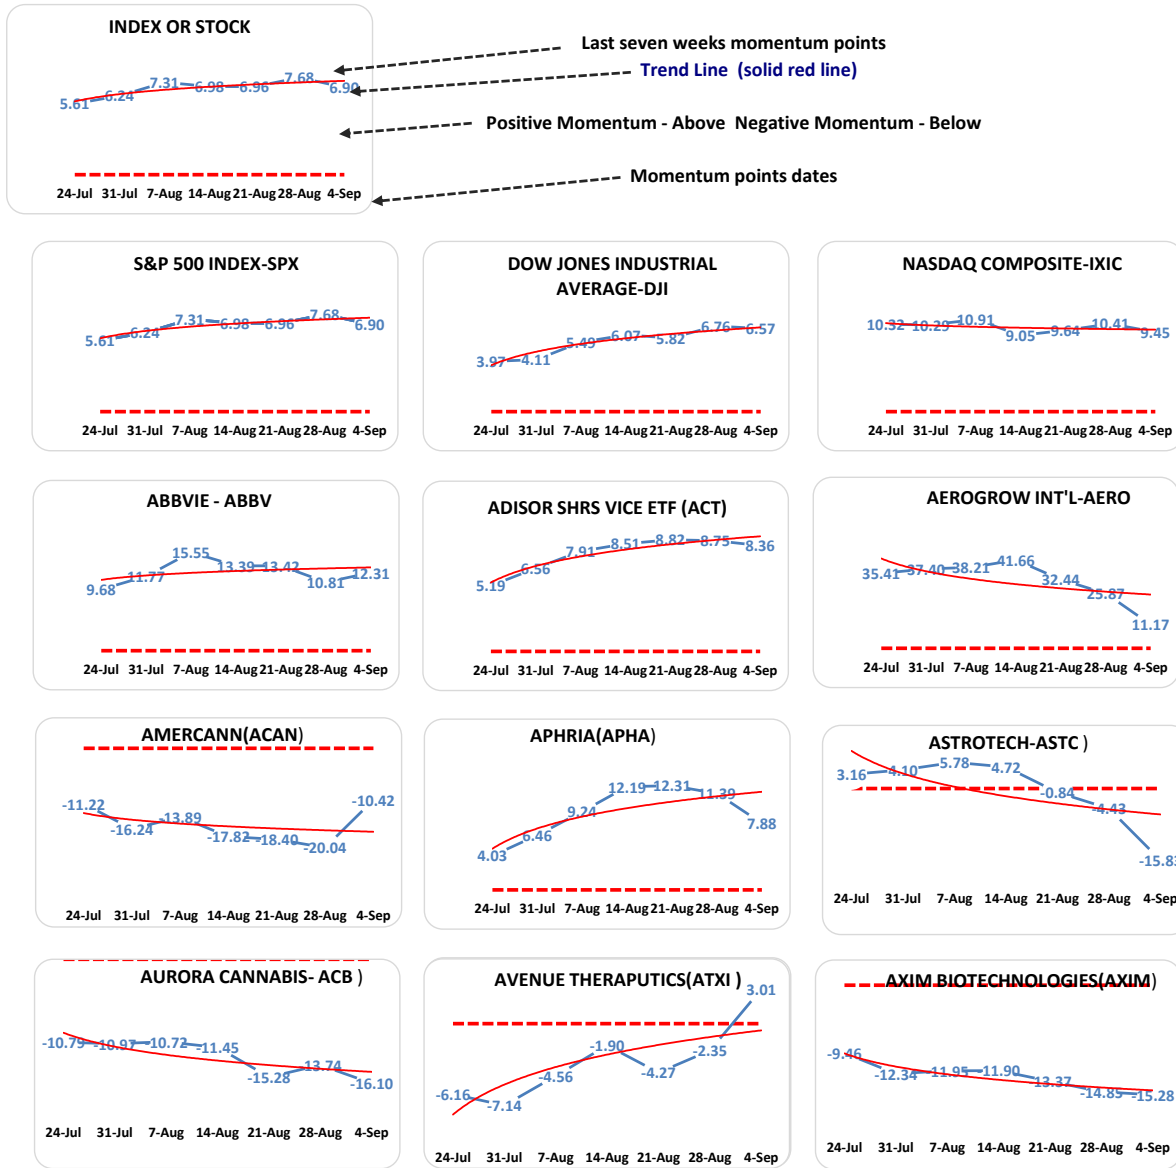 INDEX OR STOCK
Last seven weeks momentum points
Trend Line (solid red line)
5.61 6.24 7.31 6.98 6.96 7.68 6.90
Positive Momentum - Above Negative Momentum - Below
24-Jul 31-Jul 7-Aug 14-Aug 21-Aug 28-Aug 4-Sep
Momentum points dates
S&P 500 INDEX-SPX
5.61 6.24 7.31 6.98 6.96 7.68 6.90
24-Jul 31-Jul 7-Aug 14-Aug 21-Aug 28-Aug 4-Sep
DOW JONES INDUSTRIAL
AVERAGE-DJI
3.97 4.11 5.49 6.07 5.82 6.76 6.57
24-Jul 31-Jul 7-Aug 14-Aug 21-Aug 28-Aug 4-Sep
NASDAQ COMPOSITE-IXIC
10.32 10.29 10.91 9.05 9.64 10.41 9.45
24-Jul 31-Jul 7-Aug 14-Aug 21-Aug 28-Aug 4-Sep
ABBVIE - ABBV
9.68 11.77 15.55 13.39 13.42 10.81 12.31
24-Jul 31-Jul 7-Aug 14-Aug 21-Aug 28-Aug 4-Sep
ADISOR SHRS VICE ETF (ACT)
5.19 6.56 7.91 8.51 8.82 8.75 8.36
24-Jul 31-Jul 7-Aug 14-Aug 21-Aug 28-Aug 4-Sep
AEROGROW INT'L-AERO
35.41 37.40 38.21 41.66 32.44 25.87 11.17
24-Jul 31-Jul 7-Aug 14-Aug 21-Aug 28-Aug 4-Sep
AMERCANN(ACAN)
-11.22 -16.24 -13.89 -17.82 -18.40 -20.04 -10.42
24-Jul 31-Jul 7-Aug 14-Aug 21-Aug 28-Aug 4-Sep
APHRIA(APHA)
4.03 6.46 9.24 12.19 12.31 11.39 7.88
24-Jul 31-Jul 7-Aug 14-Aug 21-Aug 28-Aug 4-Sep
ASTROTECH-ASTC )
3.16 4.10 5.78 4.72 -0.84 -4.43 -15.83
24-Jul 31-Jul 7-Aug 14-Aug 21-Aug 28-Aug 4-Sep
AURORA CANNABIS- ACB )
-10.79 -10.97 -10.72 -11.45 -15.28 -13.74 -16.10
24-Jul 31-Jul 7-Aug 14-Aug 21-Aug 28-Aug 4-Sep
AVENUE THERAPUTICS(ATXI )
-6.16 -7.14 -4.56 -1.90 -4.27 -2.35 3.01
24-Jul 31-Jul 7-Aug 14-Aug 21-Aug 28-Aug 4-Sep
AXIM BIOTECHNOLOGIES(AXIM)
-9.46 -12.34 -11.95 -11.90 -13.37 -14.85 -15.28
24-Jul 31-Jul 7-Aug 14-Aug 21-Aug 28-Aug 4-Sep